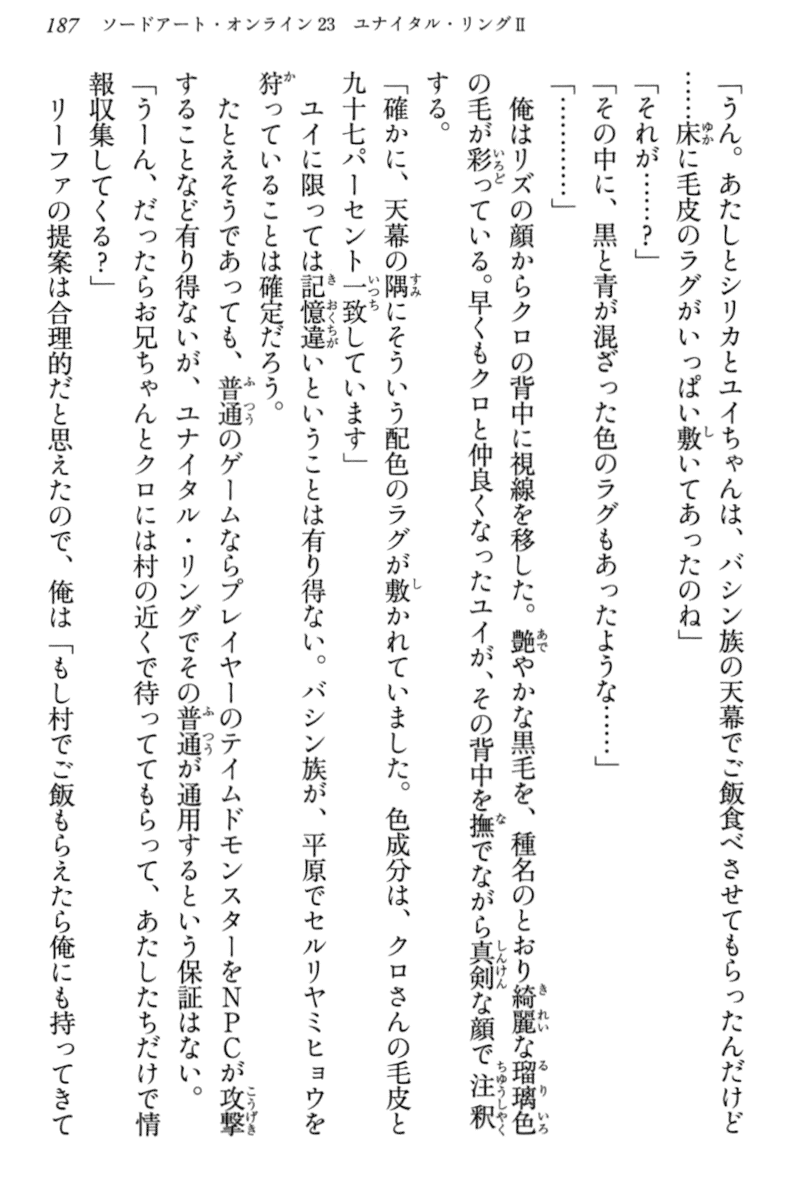 187 ソードアート・オンライン23 ユナイタル・リングⅡ
「うん。あたしとシリカとユイちゃんは、バシン族の天幕でご飯食べさせてもらったんだけど
……床に毛皮のラグがいっぱい敷いてあったのね」
「それが……?」
「その中に、黒と青が混ざった色のラグもあったような……」
「…………」
俺はリズの顔からクロの背中に視線を移した。艶やかな黒毛を、種名のとおり綺麗な瑠璃色
の毛が彩っている。早くもクロと仲良くなったユイが、その背中を撫でながら真剣な顔で注釈
する。
「確かに、天幕の隅にそういう配色のラグが敷かれていました。色成分は、クロさんの毛皮と
九十七パーセント一致しています」
ユイに限っては記憶違いということは有り得ない。バシン族が、平原でセルリヤミヒョウを
狩っていることは確定だろう。
たとえそうであっても、普通のゲームならプレイヤーのテイムドモンスターをNPCが攻撃
することなど有り得ないが、ユナイタル・リングでその普通が通用するという保証はない。
「うーん、だったらお兄ちゃんとクロには村の近くで待っててもらって、あたしたちだけで情
報収集してくる?」
リーファの提案は合理的だと思えたので、俺は「もし村でご飯もらえたら俺にも持ってきて